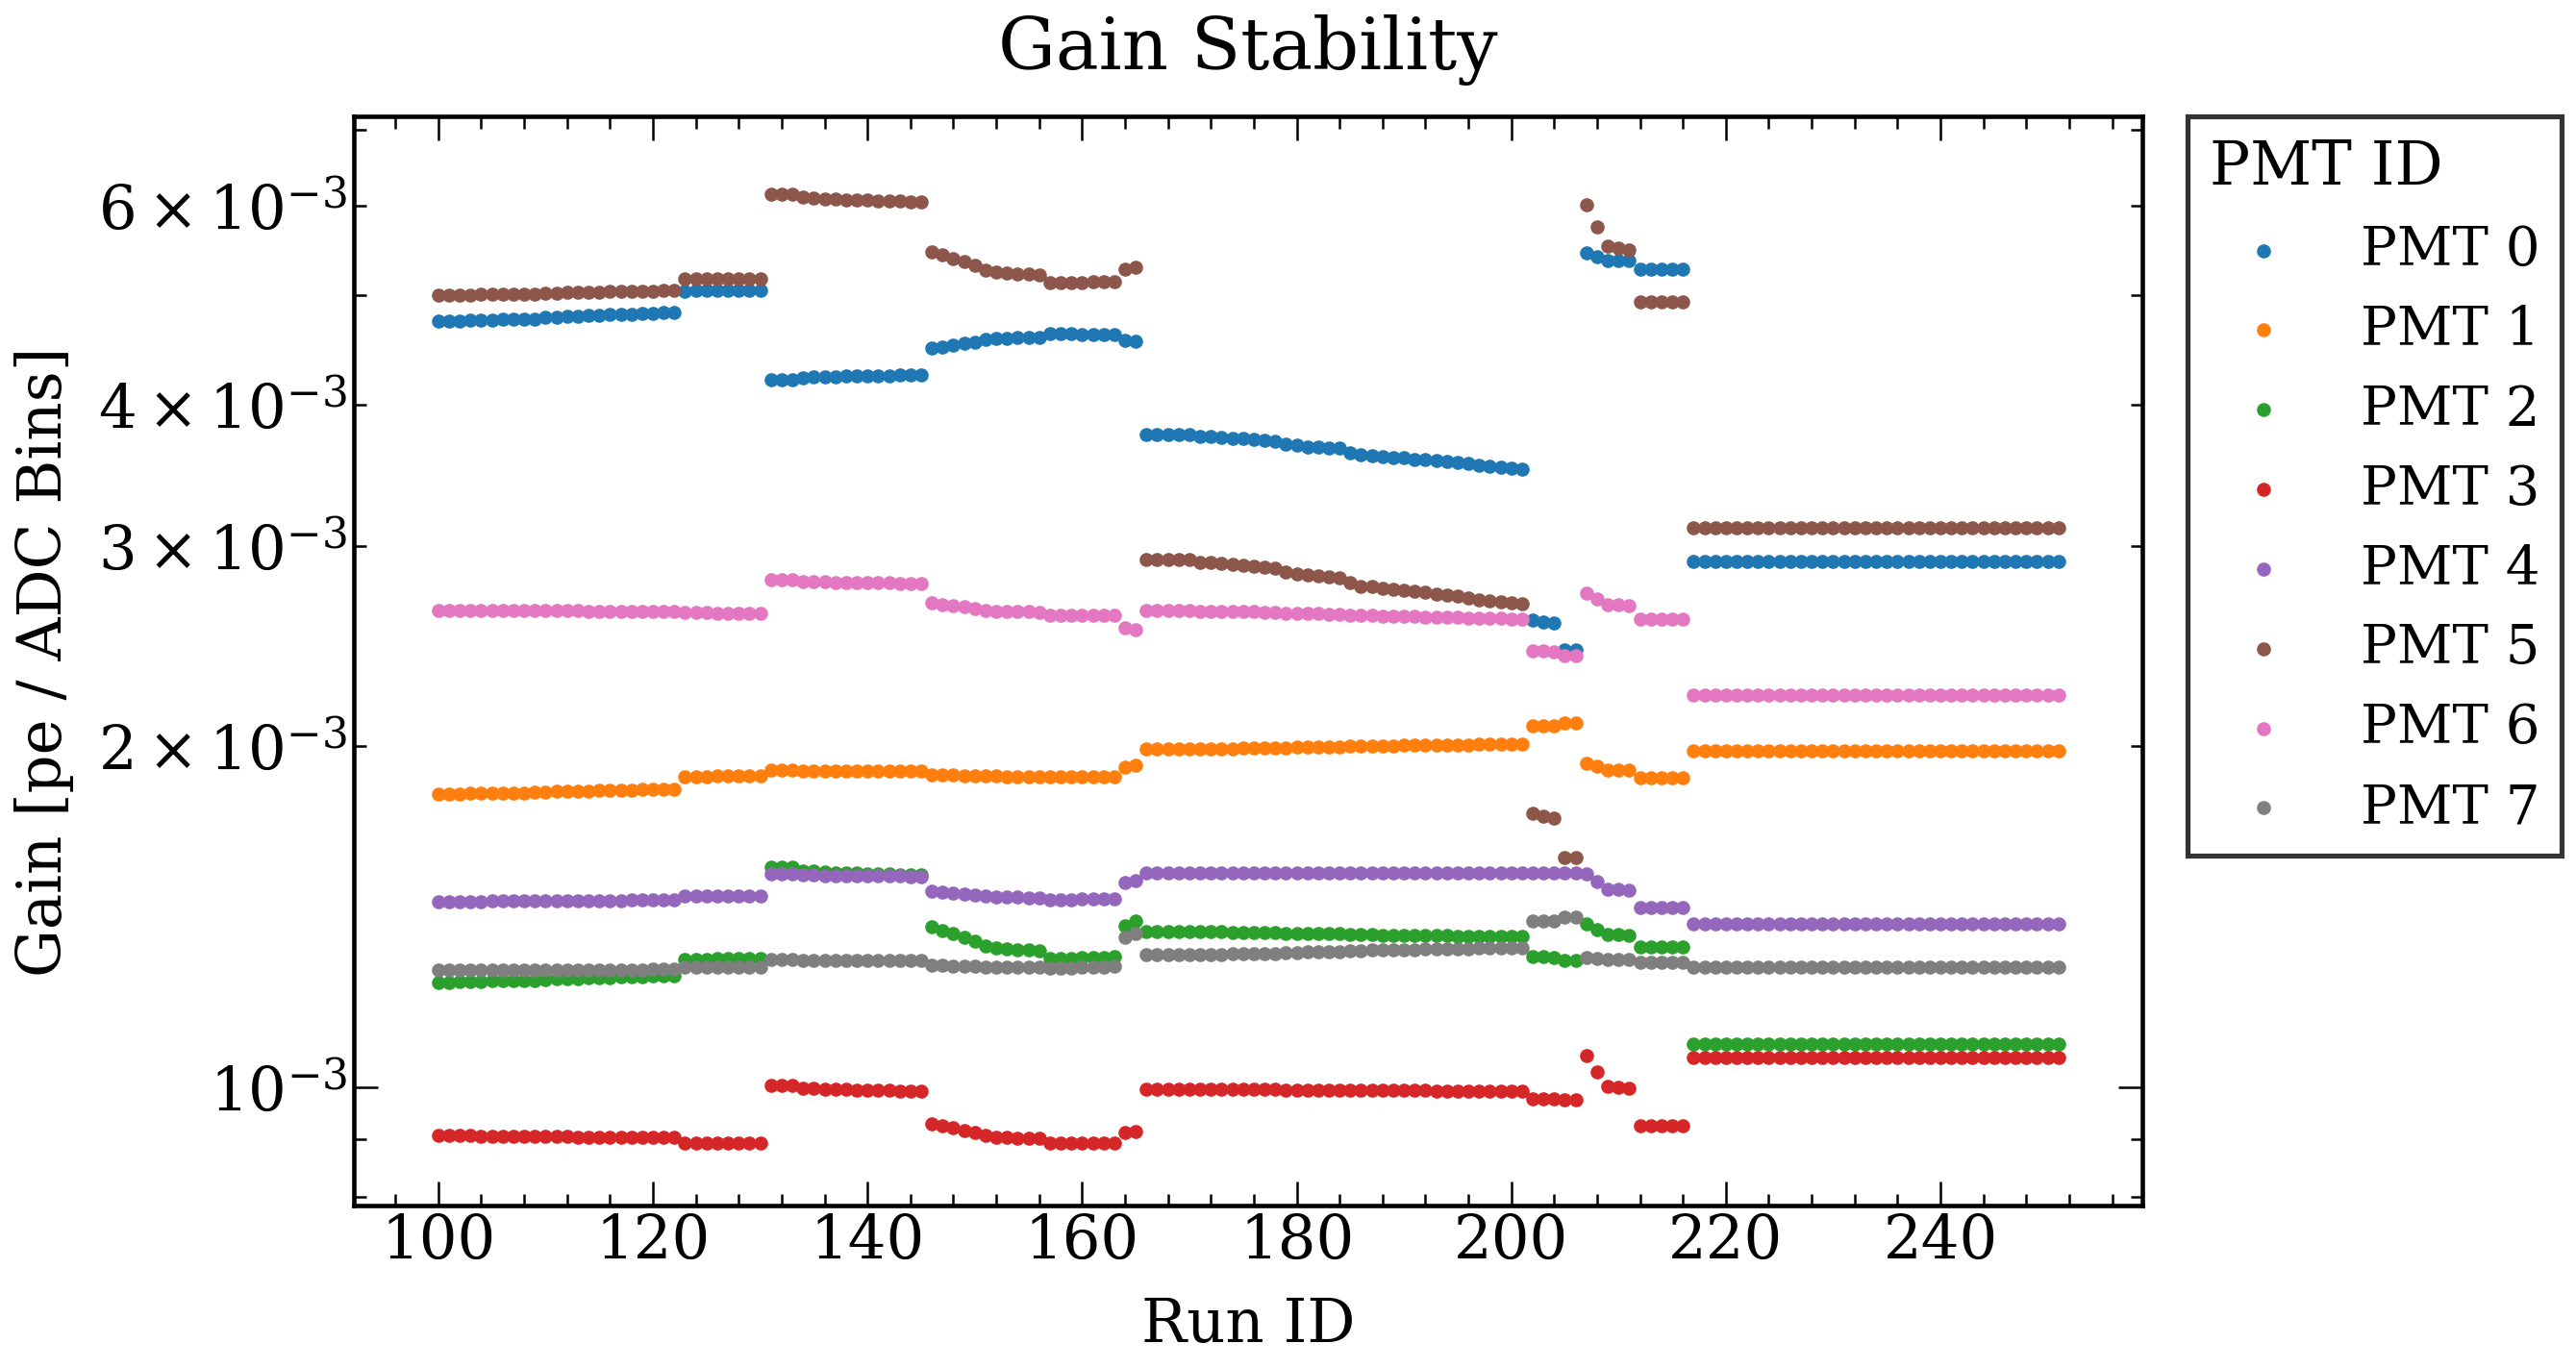 Gain Stability
Gain [pe / ADC Bins]
6 × 10⁻³
4 × 10⁻³
3 × 10⁻³
2 × 10⁻³
10⁻³
100 120 140 160 180 200 220 240
Run ID
PMT ID
PMT 0
PMT 1
PMT 2
PMT 3
PMT 4
PMT 5
PMT 6
PMT 7